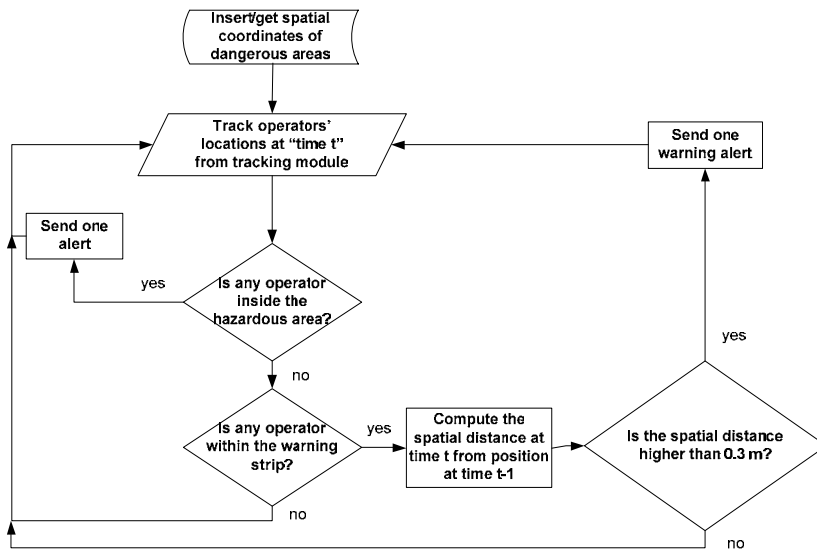 Insert/get spatial
coordinates of
dangerous areas
Track operators'
locations at “time t”
from tracking module
Send one
warning alert
Send one
alert
yes
Is any operator
inside the
hazardous area?
no
yes
Is any operator
within the warning
strip?
yes
Compute the
spatial distance at
time t from position
at time t-1
Is the spatial distance
higher than 0.3 m?
no
no